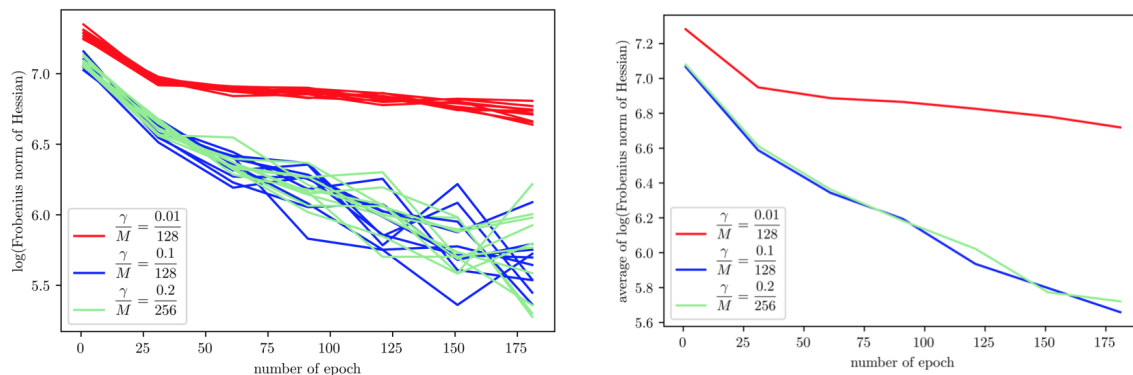 log(Frobenius norm of Hessian)
7.0
6.5
6.0
5.5
γ/M = 0.01/128
γ/M = 0.1/128
γ/M = 0.2/256
0 25 50 75 100 125 150 175
number of epoch
average of log(Frobenius norm of Hessian)
7.2
7.0
6.8
6.6
6.4
6.2
6.0
5.8
5.6
γ/M = 0.01/128
γ/M = 0.1/128
γ/M = 0.2/256
0 25 50 75 100 125 150 175
number of epoch